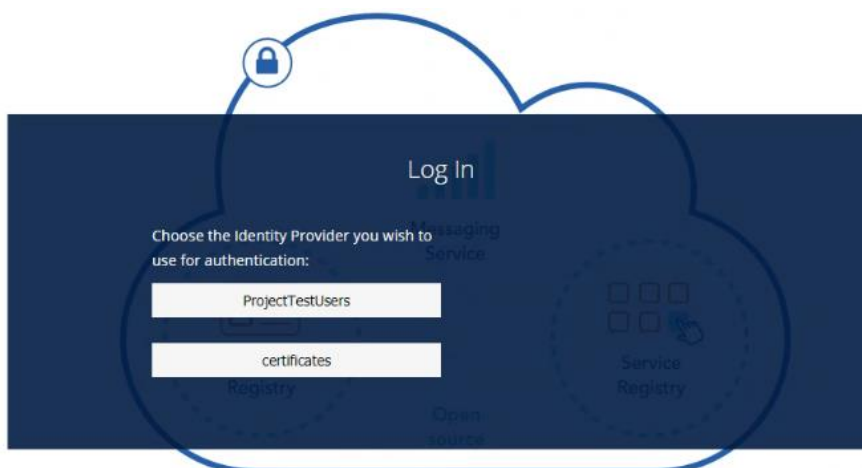 Log In
Messaging
Service
Choose the Identity Provider you wish to
use for authentication:
ProjectTestUsers
certificates
Registry
Service
Registry
Open
source